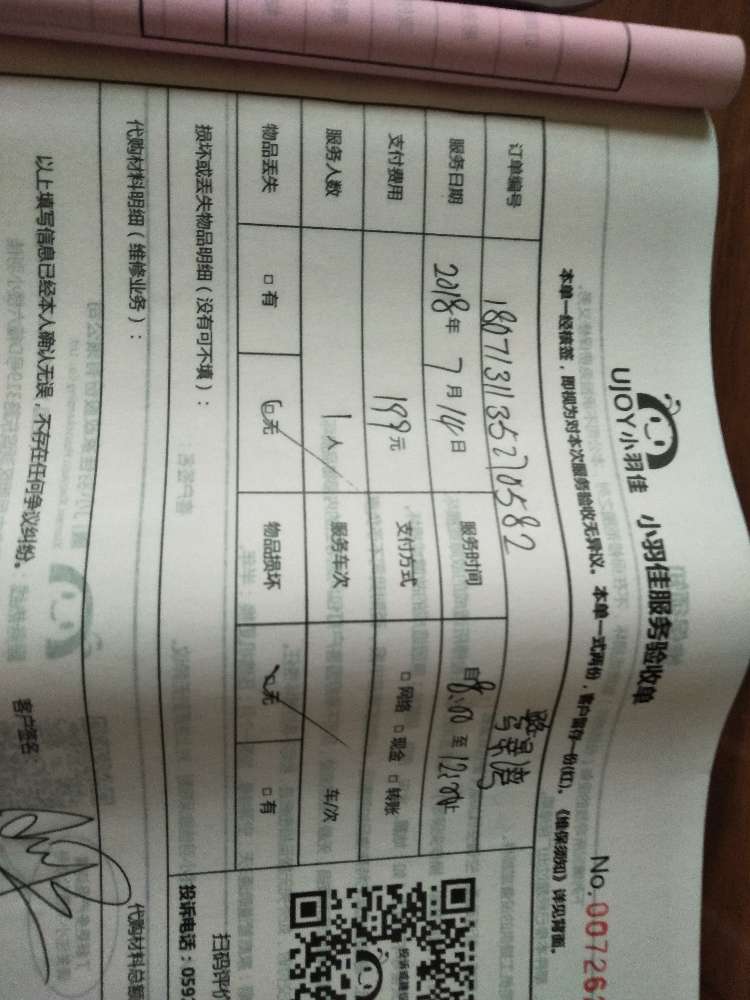 UJOY小羽佳 小羽佳服务验收单
No.007262
本单一经核签，即视为对本次服务验收无异议。本单一式两份，客户留存一份(红)。《维保须知》详见背面。
订单编号 180713113527 0582
服务日期 2018年7月14日 服务时间 自8:00至12:00止
支付费用 199元 支付方式 □网络 □现金 □转账
服务人数 1人 服务车次 车/次
物品丢失 □有 □无 物品损坏 □无 □有
损坏或丢失物品明细（没有可不填）：
扫码评价
投诉电话：059
代购材料明细（维修业务）：
代购材料总额
以上填写信息已经本人确认无误，不存在任何争议纠纷。
客户签名：